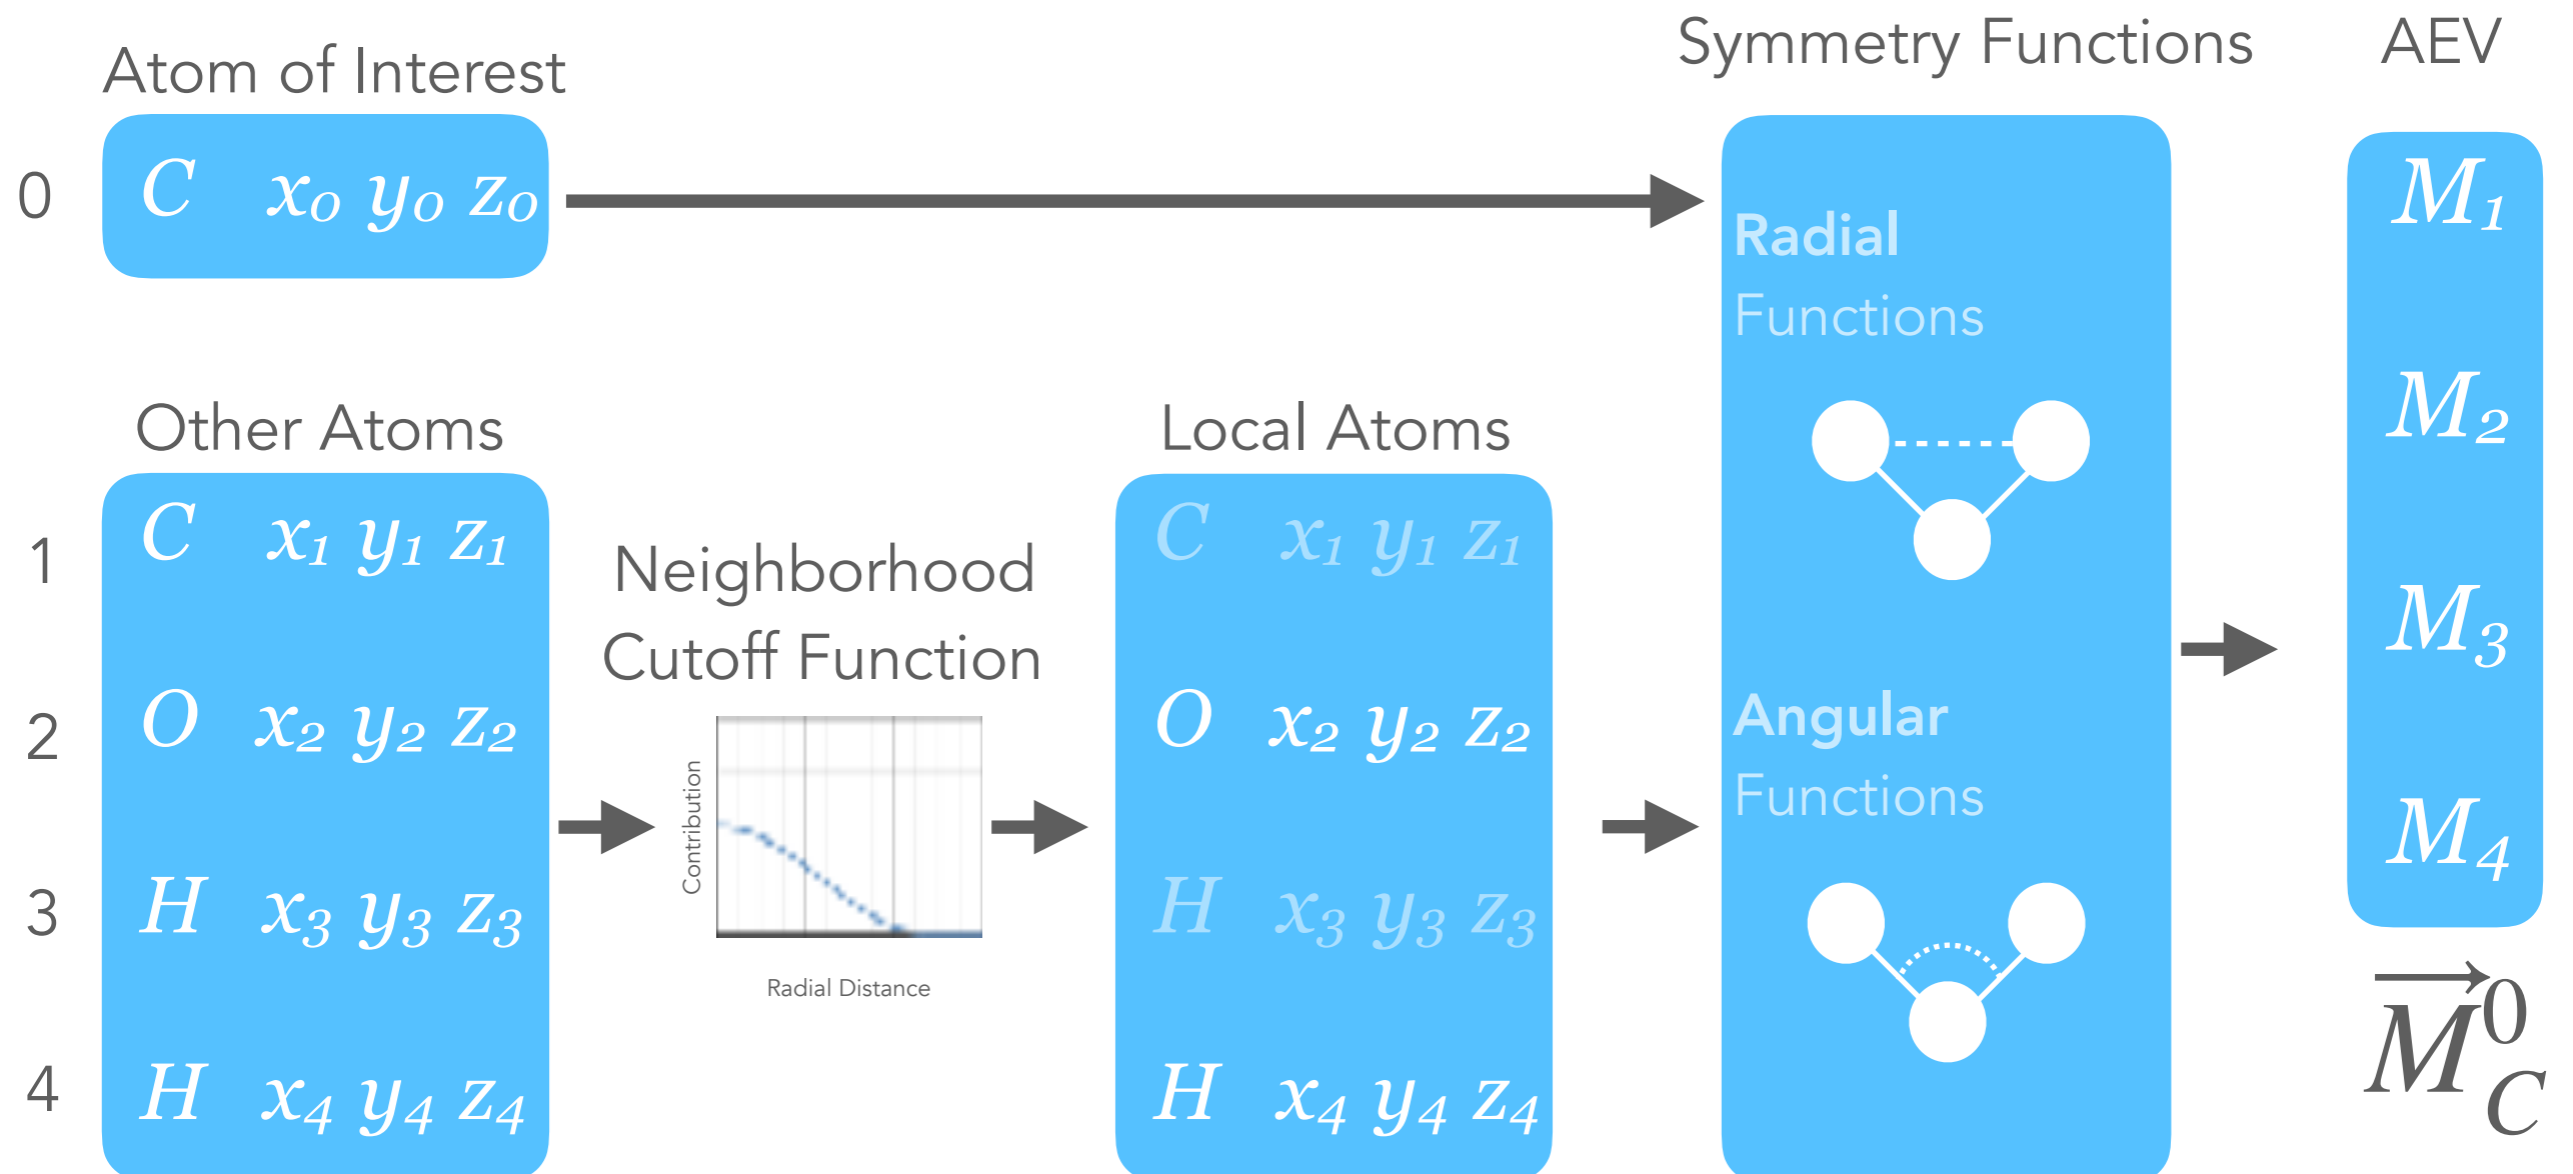 Atom of Interest
0 C x0 y0 z0
Other Atoms
1 C x1 y1 z1
2 O x2 y2 z2
3 H x3 y3 z3
4 H x4 y4 z4
Neighborhood
Cutoff Function
Contribution
Radial Distance
Local Atoms
C x1 y1 z1
O x2 y2 z2
H x3 y3 z3
H x4 y4 z4
Symmetry Functions
Radial
Functions
Angular
Functions
AEV
M1
M2
M3
M4
M⃗ 0 C